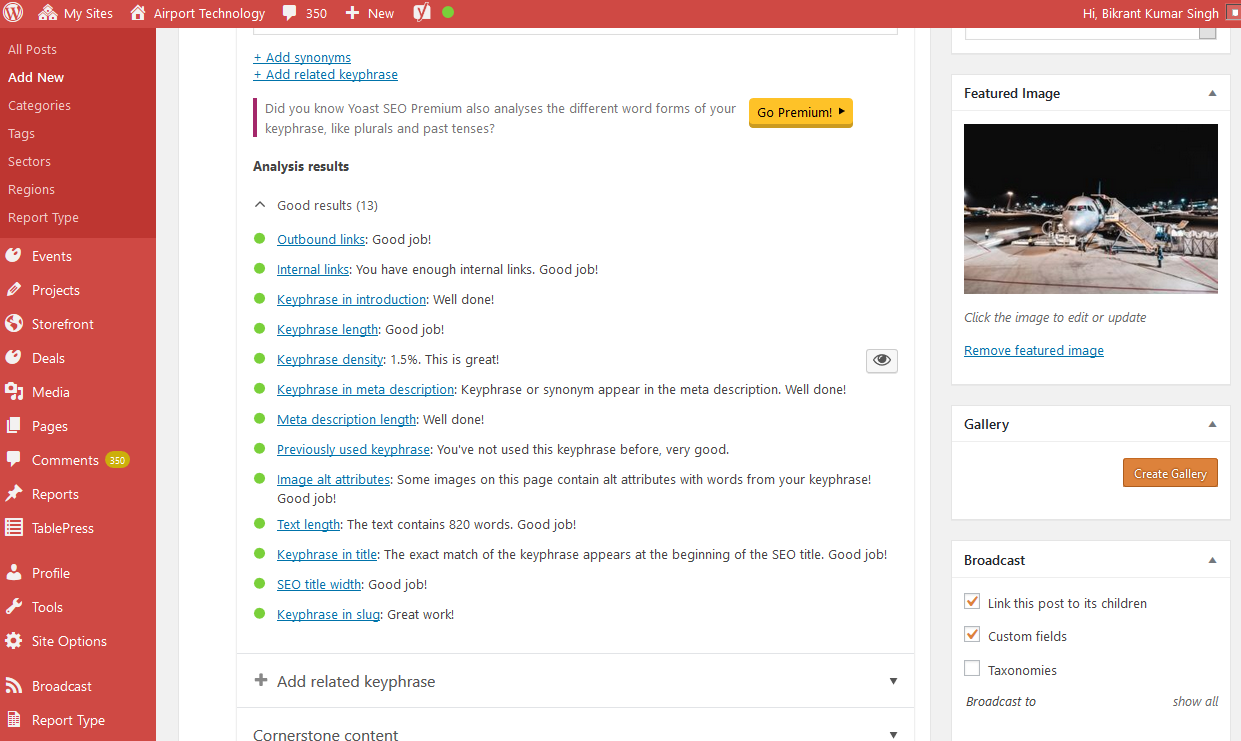 My Sites Airport Technology 350 New Hi, Bikrant Kumar Singh
All Posts
Add New
Categories
Tags
Sectors
Regions
Report Type
Events
Projects
Storefront
Deals
Media
Pages
Comments 350
Reports
TablePress
Profile
Tools
Site Options
Broadcast
Report Type
+ Add synonyms
+ Add related keyphrase
Did you know Yoast SEO Premium also analyses the different word forms of your
keyphrase, like plurals and past tenses?
Go Premium!
Analysis results
Good results (13)
Outbound links: Good job!
Internal links: You have enough internal links. Good job!
Keyphrase in introduction: Well done!
Keyphrase length: Good job!
Keyphrase density: 1.5%. This is great!
Keyphrase in meta description: Keyphrase or synonym appear in the meta description. Well done!
Meta description length: Well done!
Previously used keyphrase: You've not used this keyphrase before, very good.
Image alt attributes: Some images on this page contain alt attributes with words from your keyphrase!
Good job!
Text length: The text contains 820 words. Good job!
Keyphrase in title: The exact match of the keyphrase appears at the beginning of the SEO title. Good job!
SEO title width: Good job!
Keyphrase in slug: Great work!
Add related keyphrase
Cornerstone content
Featured Image
Click the image to edit or update
Remove featured image
Gallery
Create Gallery
Broadcast
Link this post to its children
Custom fields
Taxonomies
Broadcast to show all